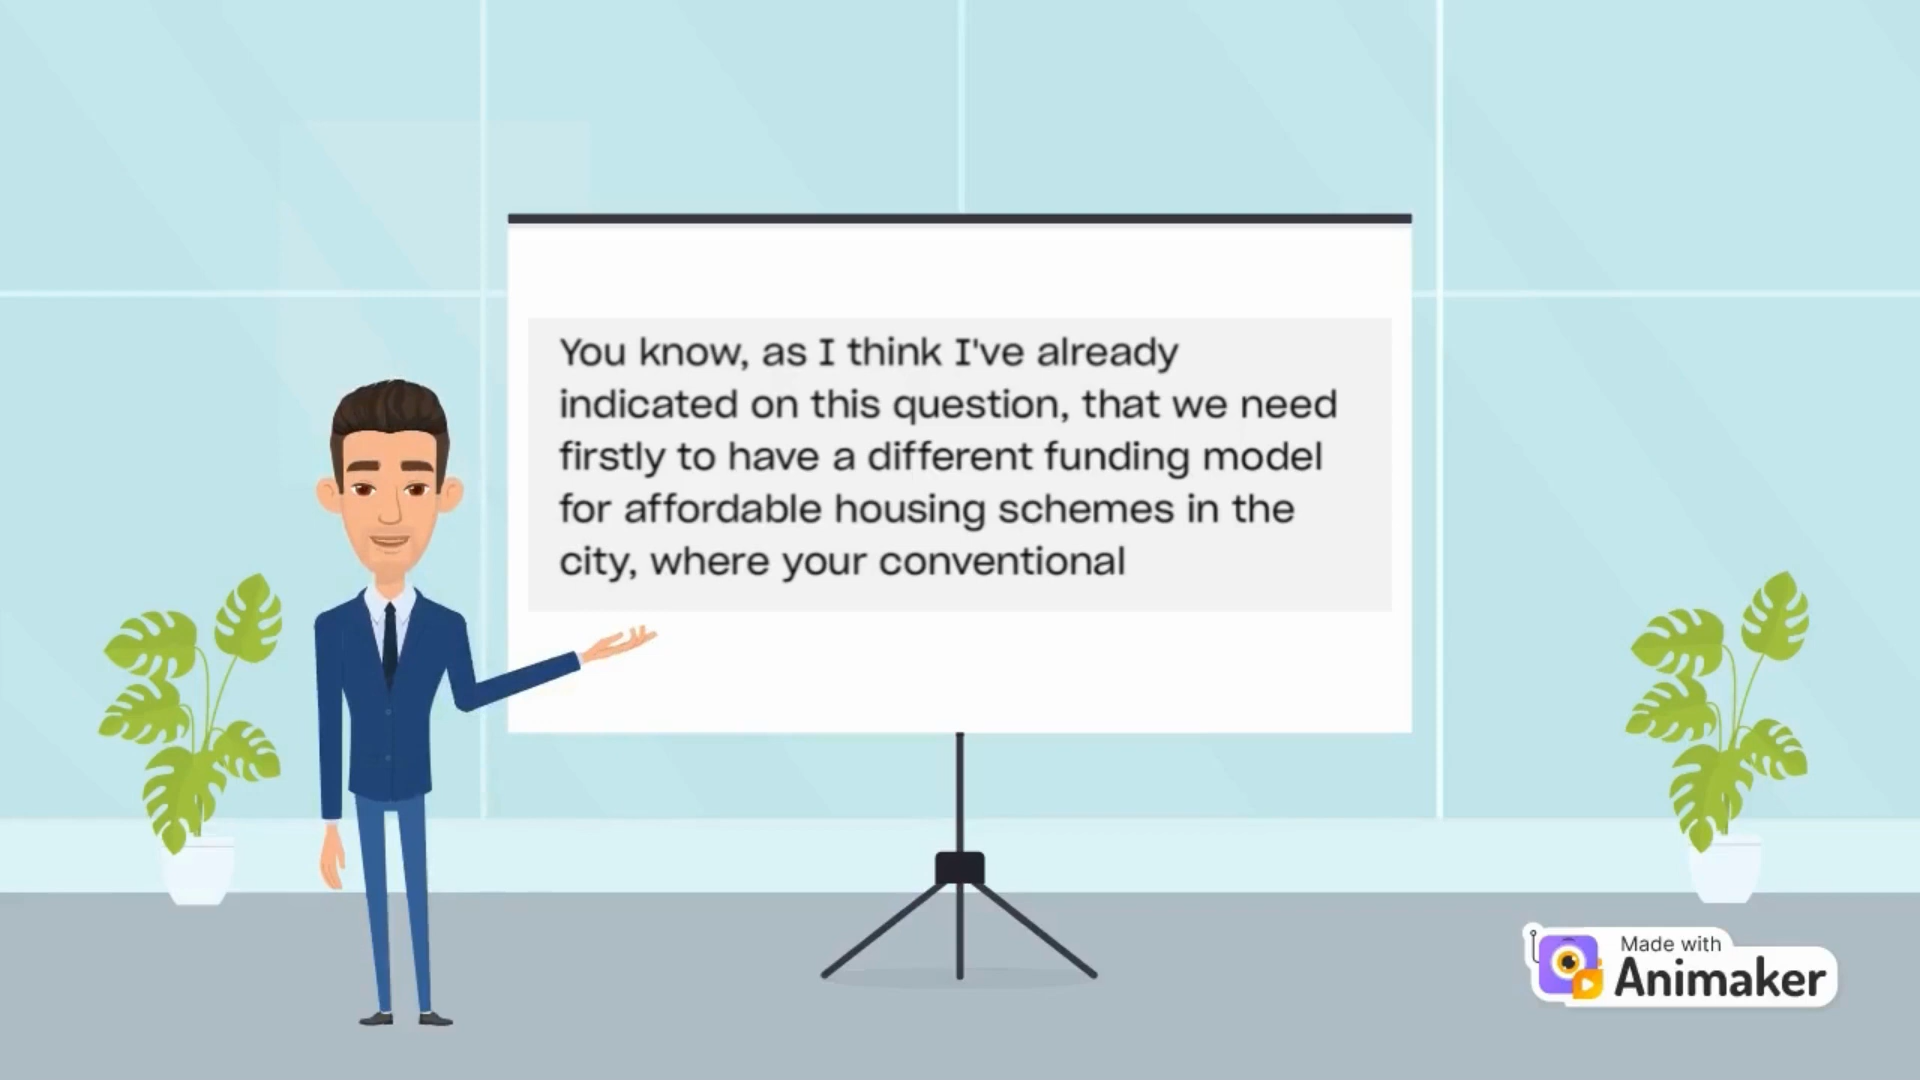 You know, as I think I've already
indicated on this question, that we need
firstly to have a different funding model
for affordable housing schemes in the
city, where your conventional
Made with
Animaker